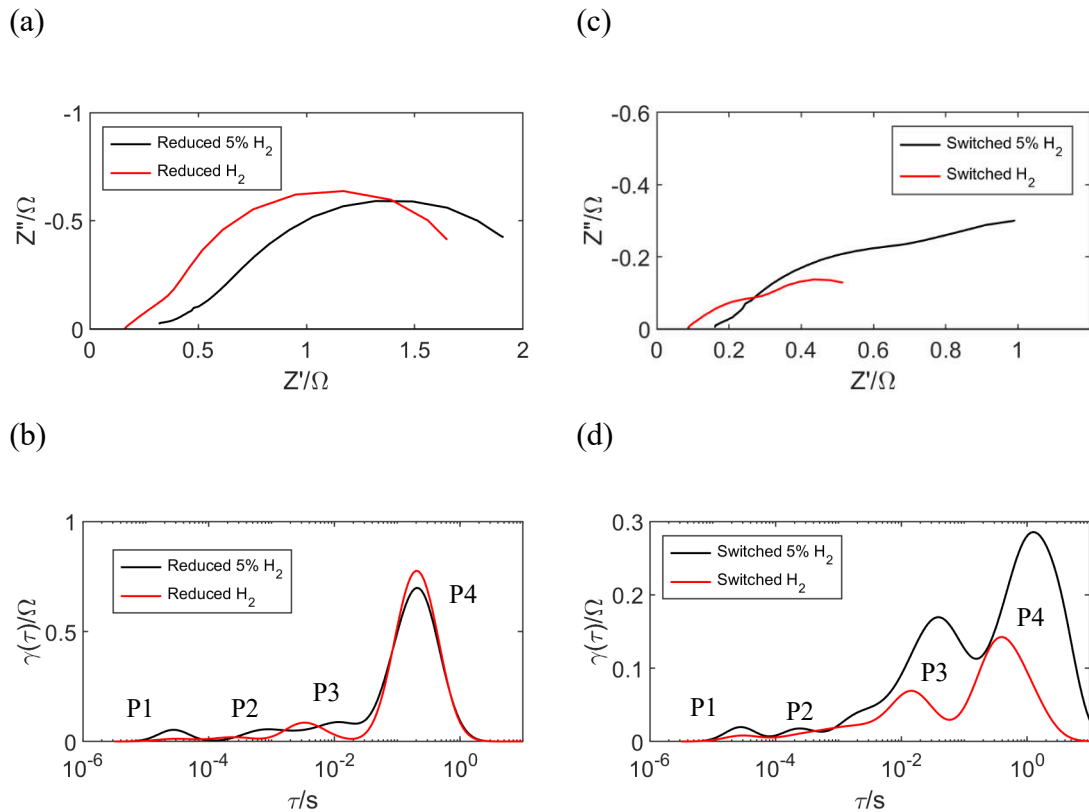 (a)
-1
-0.5
0
Z"/Ω
Reduced 5% H2
Reduced H2
0 0.5 1 1.5 2
Z'/Ω
(c)
-0.6
-0.4
-0.2
0
Z"/Ω
Switched 5% H2
Switched H2
0 0.2 0.4 0.6 0.8 1
Z'/Ω
(b)
1
0.5
0
γ(τ)/Ω
Reduced 5% H2
Reduced H2
P1 P2 P3 P4
10-6 10-4 10-2 100
τ/s
(d)
0.3
0.2
0.1
0
γ(τ)/Ω
Switched 5% H2
Switched H2
P1 P2 P3 P4
10-6 10-4 10-2 100
τ/s